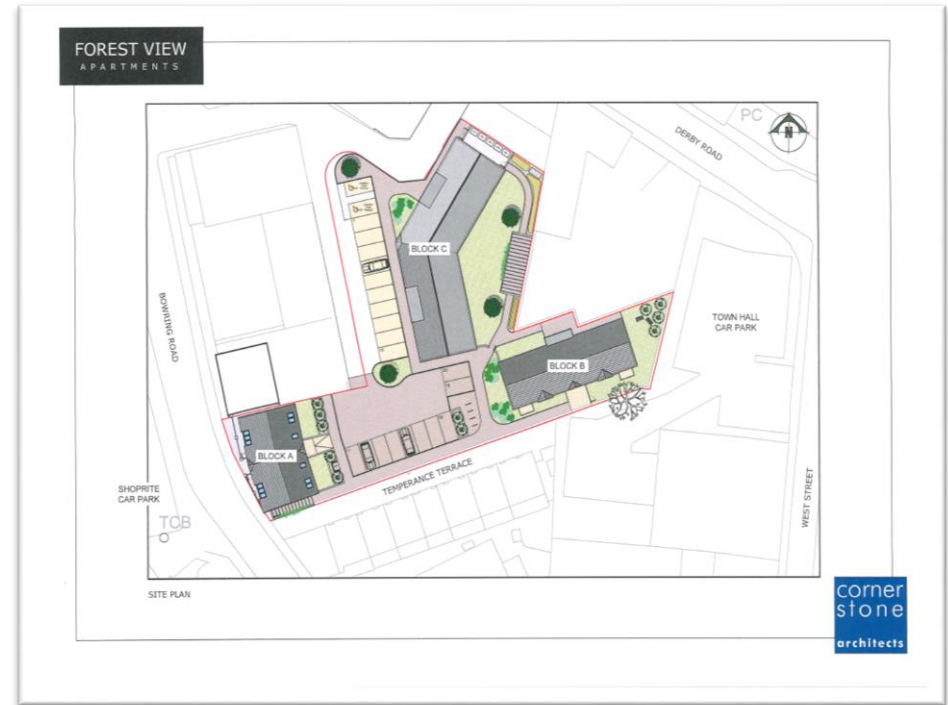 FOREST VIEW
APARTMENTS
PC
N
DERBY ROAD
BLOCK C
BOWRING ROAD
TOWN HALL
CAR PARK
BLOCK B
BLOCK A
TEMPERANCE TERRACE
SHOPRITE
CAR PARK
TCB
WEST STREET
SITE PLAN
corner
stone
architects